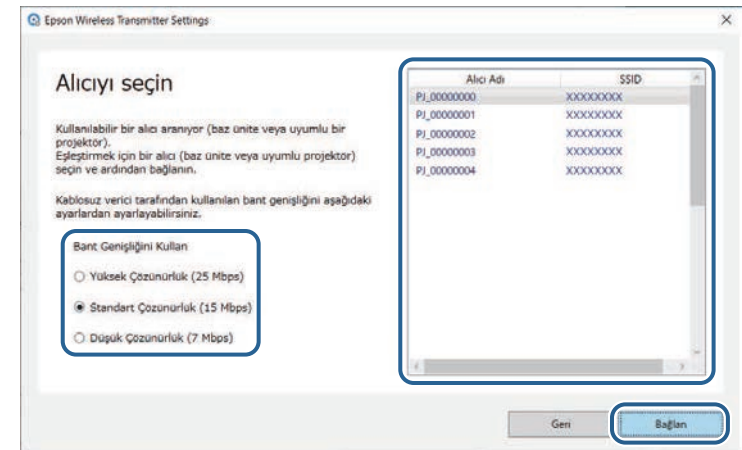 Epson Wireless Transmitter Settings
Alıcıyı seçin
Kullanılabilir bir alıcı aranıyor (baz ünite veya uyumlu bir
projektör).
Eşleştirmek için bir alıcı (baz ünite veya uyumlu projektör)
seçin ve ardından bağlanın.
Kablosuz verici tarafından kullanılan bant genişliğini aşağıdaki
ayarlardan ayarlayabilirsiniz.
Bant Genişliğini Kullan
Yüksek Çözünürlük (25 Mbps)
Standart Çözünürlük (15 Mbps)
Düşük Çözünürlük (7 Mbps)
Alıcı Adı SSID
PJ_00000000 XXXXXXXX
PJ_00000001 XXXXXXXX
PJ_00000002 XXXXXXXX
PJ_00000003 XXXXXXXX
PJ_00000004 XXXXXXXX
Geri Bağlan